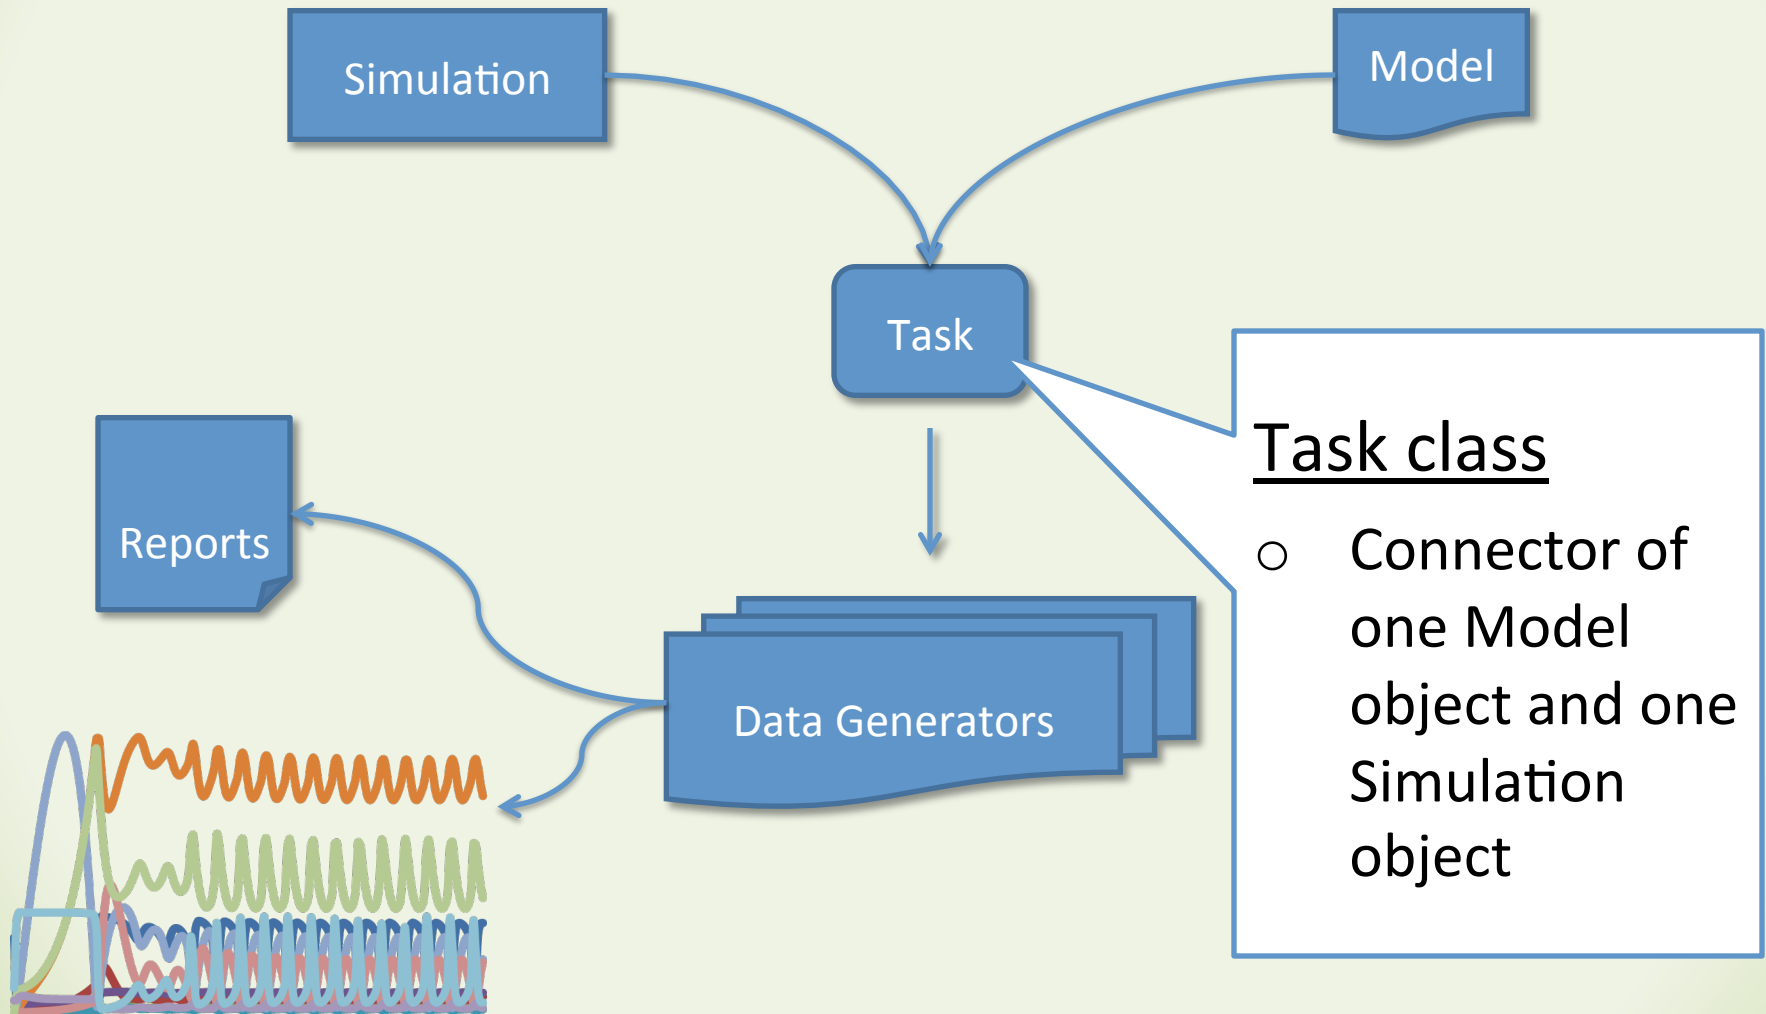 Simulation
Model
Task
Task class
○ Connector of
one Model
object and one
Simulation
object
Reports
Data Generators